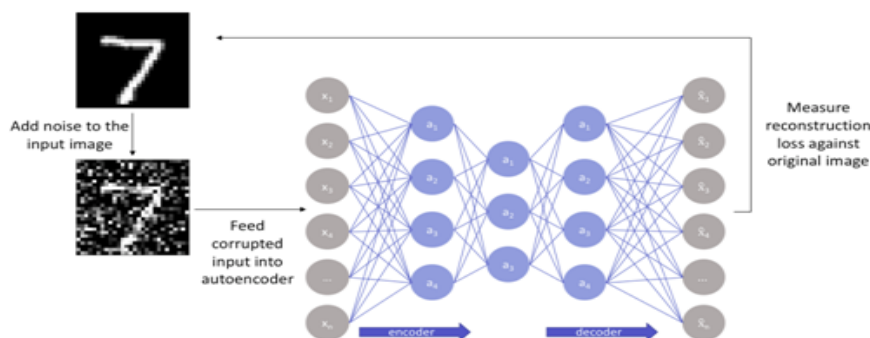 Add noise to the
input image
Feed
corrupted
input into
autoencoder
x₁
x₂
x₃
x₄
...
xₙ
a₁
a₂
a₃
a₄
a₁
a₂
a₃
a₁
a₂
a₃
a₄
x̂₁
x̂₂
x̂₃
x̂₄
...
x̂ₙ
encoder
decoder
Measure
reconstruction
loss against
original image
7
7